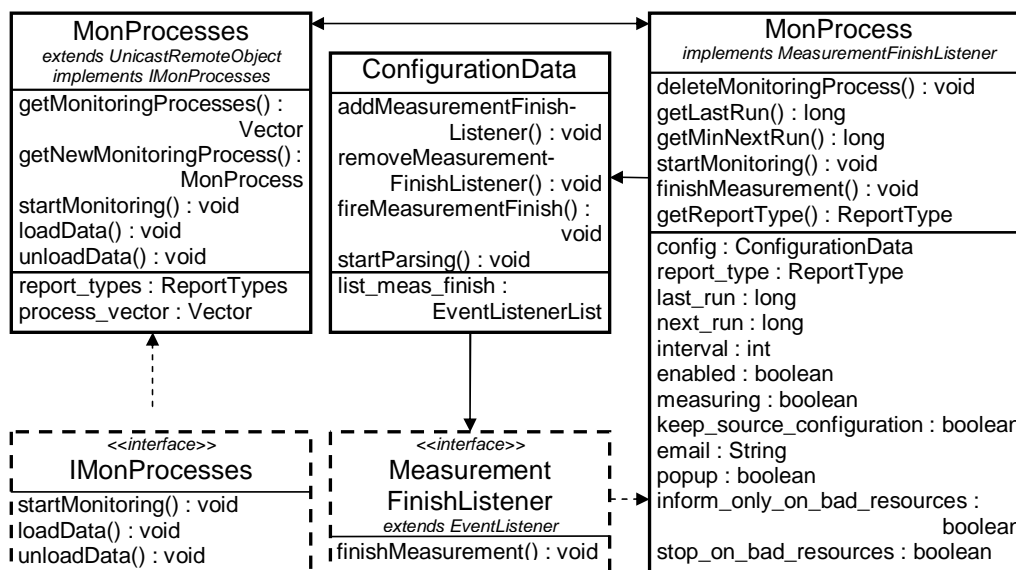 MonProcesses
extends UnicastRemoteObject
implements IMonProcesses
getMonitoringProcesses() :
Vector
getNewMonitoringProcess() :
MonProcess
startMonitoring() : void
loadData() : void
unloadData() : void
report_types : ReportTypes
process_vector : Vector
ConfigurationData
addMeasurementFinish-
Listener() : void
removeMeasurement-
FinishListener() : void
fireMeasurementFinish() :
void
startParsing() : void
list_meas_finish :
EventListenerList
MonProcess
implements MeasurementFinishListener
deleteMonitoringProcess() : void
getLastRun() : long
getMinNextRun() : long
startMonitoring() : void
finishMeasurement() : void
getReportType() : ReportType
config : ConfigurationData
report_type : ReportType
last_run : long
next_run : long
interval : int
enabled : boolean
measuring : boolean
keep_source_configuration : boolean
email : String
popup : boolean
inform_only_on_bad_resources :
boolean
stop_on_bad_resources : boolean
<<interface>>
IMonProcesses
startMonitoring() : void
loadData() : void
unloadData() : void
<<interface>>
Measurement
FinishListener
extends EventListener
finishMeasurement() : void